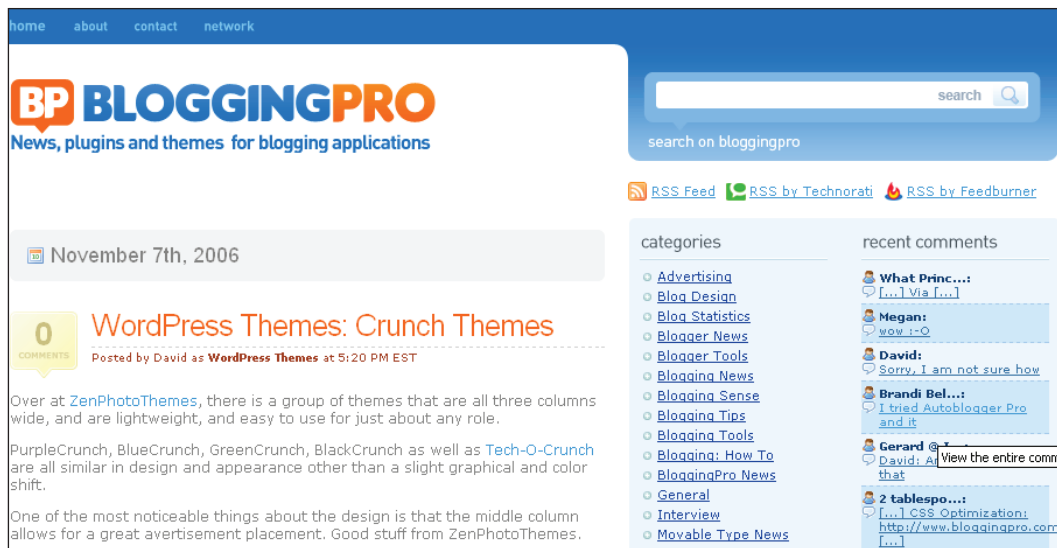 home about contact network
BP BLOGGINGPRO
News, plugins and themes for blogging applications
search
search on bloggingpro
RSS Feed RSS by Technorati RSS by Feedburner
November 7th, 2006
0
COMMENTS
WordPress Themes: Crunch Themes
Posted by David as WordPress Themes at 5:20 PM EST
Over at ZenPhotoThemes, there is a group of themes that are all three columns
wide, and are lightweight, and easy to use for just about any role.
PurpleCrunch, BlueCrunch, GreenCrunch, BlackCrunch as well as Tech-O-Crunch
are all similar in design and appearance other than a slight graphical and color
shift.
One of the most noticeable things about the design is that the middle column
allows for a great avertisement placement. Good stuff from ZenPhotoThemes.
categories
Advertising
Blog Design
Blog Statistics
Blogger News
Blogger Tools
Blogging News
Blogging Sense
Blogging Tips
Blogging Tools
Blogging: How To
BloggingPro News
General
Interview
Movable Type News
recent comments
What Princ...:
[...] Via [...]
Megan:
wow :-O
David:
Sorry, I am not sure how
Brandi Bel...:
I tried Autoblogger Pro
and it
Gerard @
David:
View the entire comm
that
2 tablespo...:
[...] CSS Optimization:
http://www.bloggingpro.com
[...]